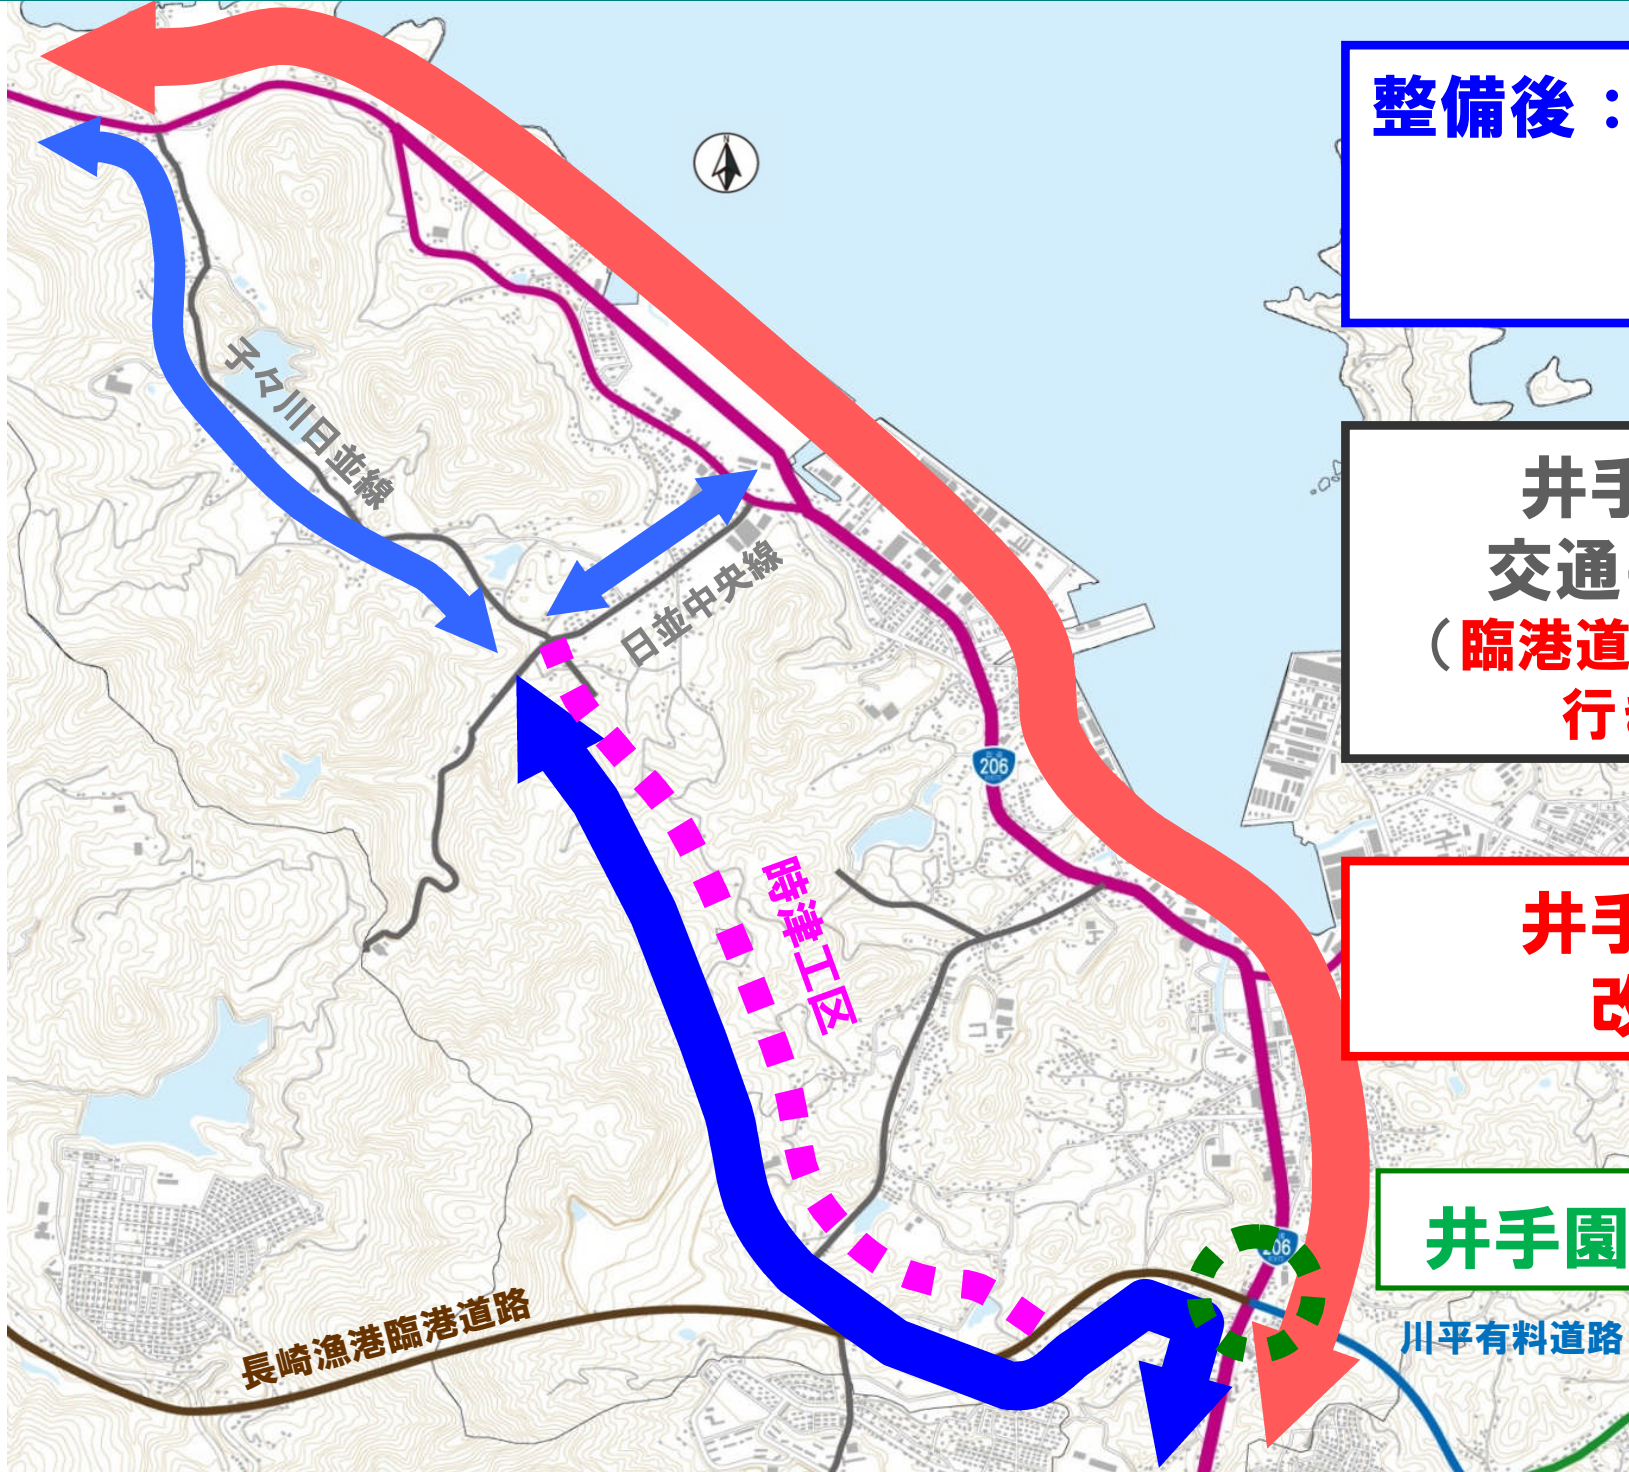 整備後：
N
子々川日並線
井手
交通
日並中央線
（臨港道
行き
206
時津工区
井手
改
井手園
206
長崎漁港臨港道路
川平有料道路